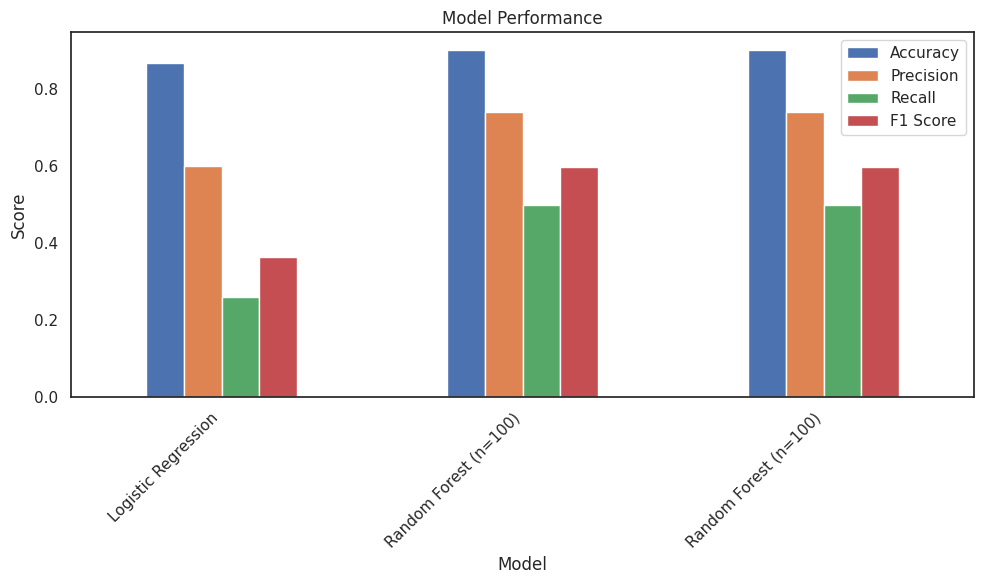 Model Performance
Accuracy
Precision
Recall
F1 Score
Score
0.8
0.6
0.4
0.2
0.0
Logistic Regression
Random Forest (n=100)
Random Forest (n=100)
Model